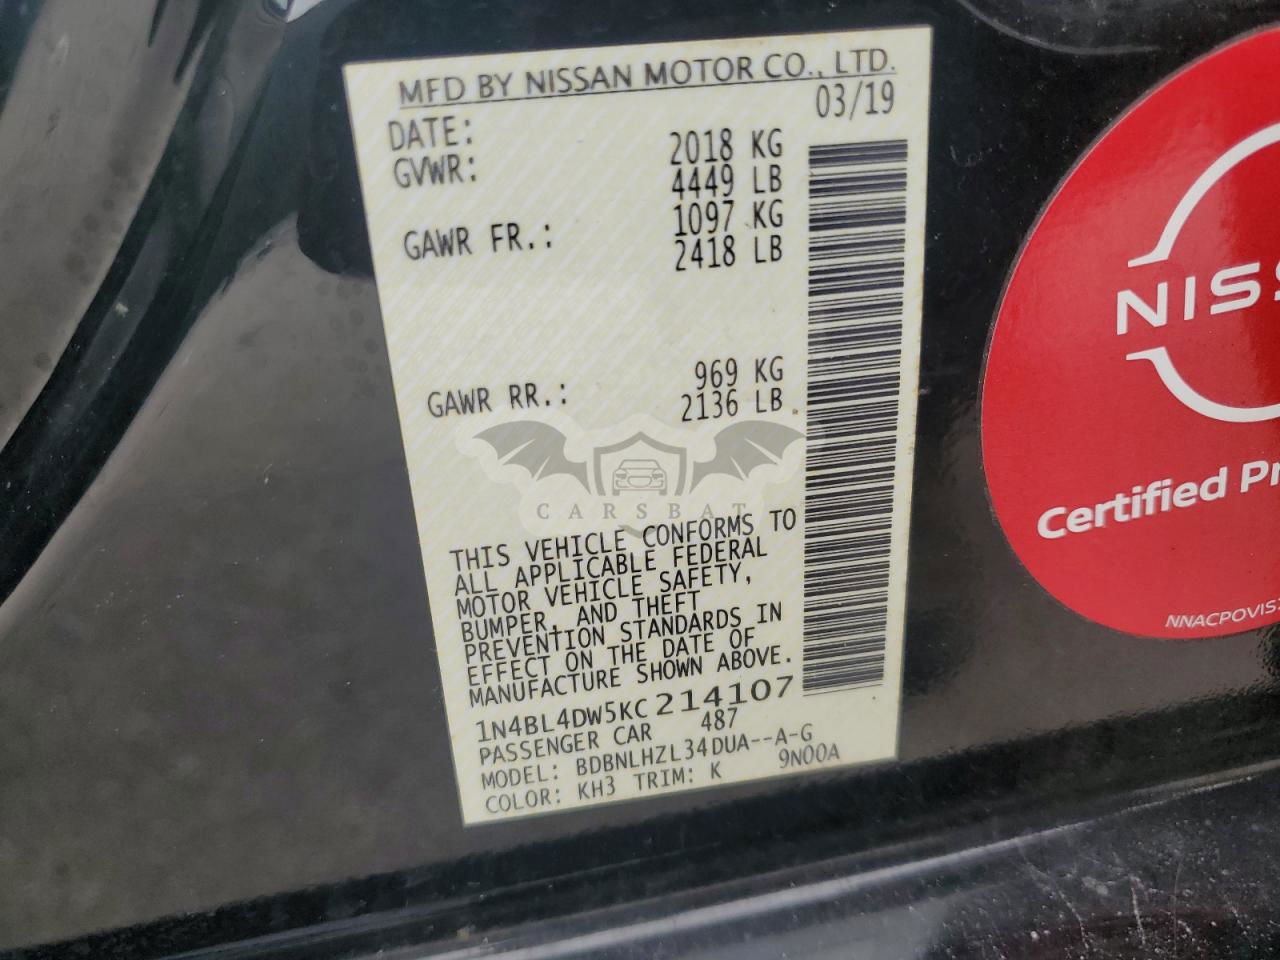 MFD BY NISSAN MOTOR CO., LTD.
DATE: 03/19
GVWR: 2018 KG
4449 LB
GAWR FR.: 1097 KG
2418 LB
GAWR RR.: 969 KG
2136 LB
CARSBAT
THIS VEHICLE CONFORMS TO
ALL APPLICABLE FEDERAL
MOTOR VEHICLE SAFETY,
BUMPER, AND THEFT
PREVENTION STANDARDS IN
EFFECT ON THE DATE OF
MANUFACTURE SHOWN ABOVE.
1N4BL4DW5KC214107
PASSENGER CAR 487
MODEL: BDBNLHZL34DUA--A-G
COLOR: KH3 TRIM: K 9N00A
NISS
Certified Pr
NNACPOVIS